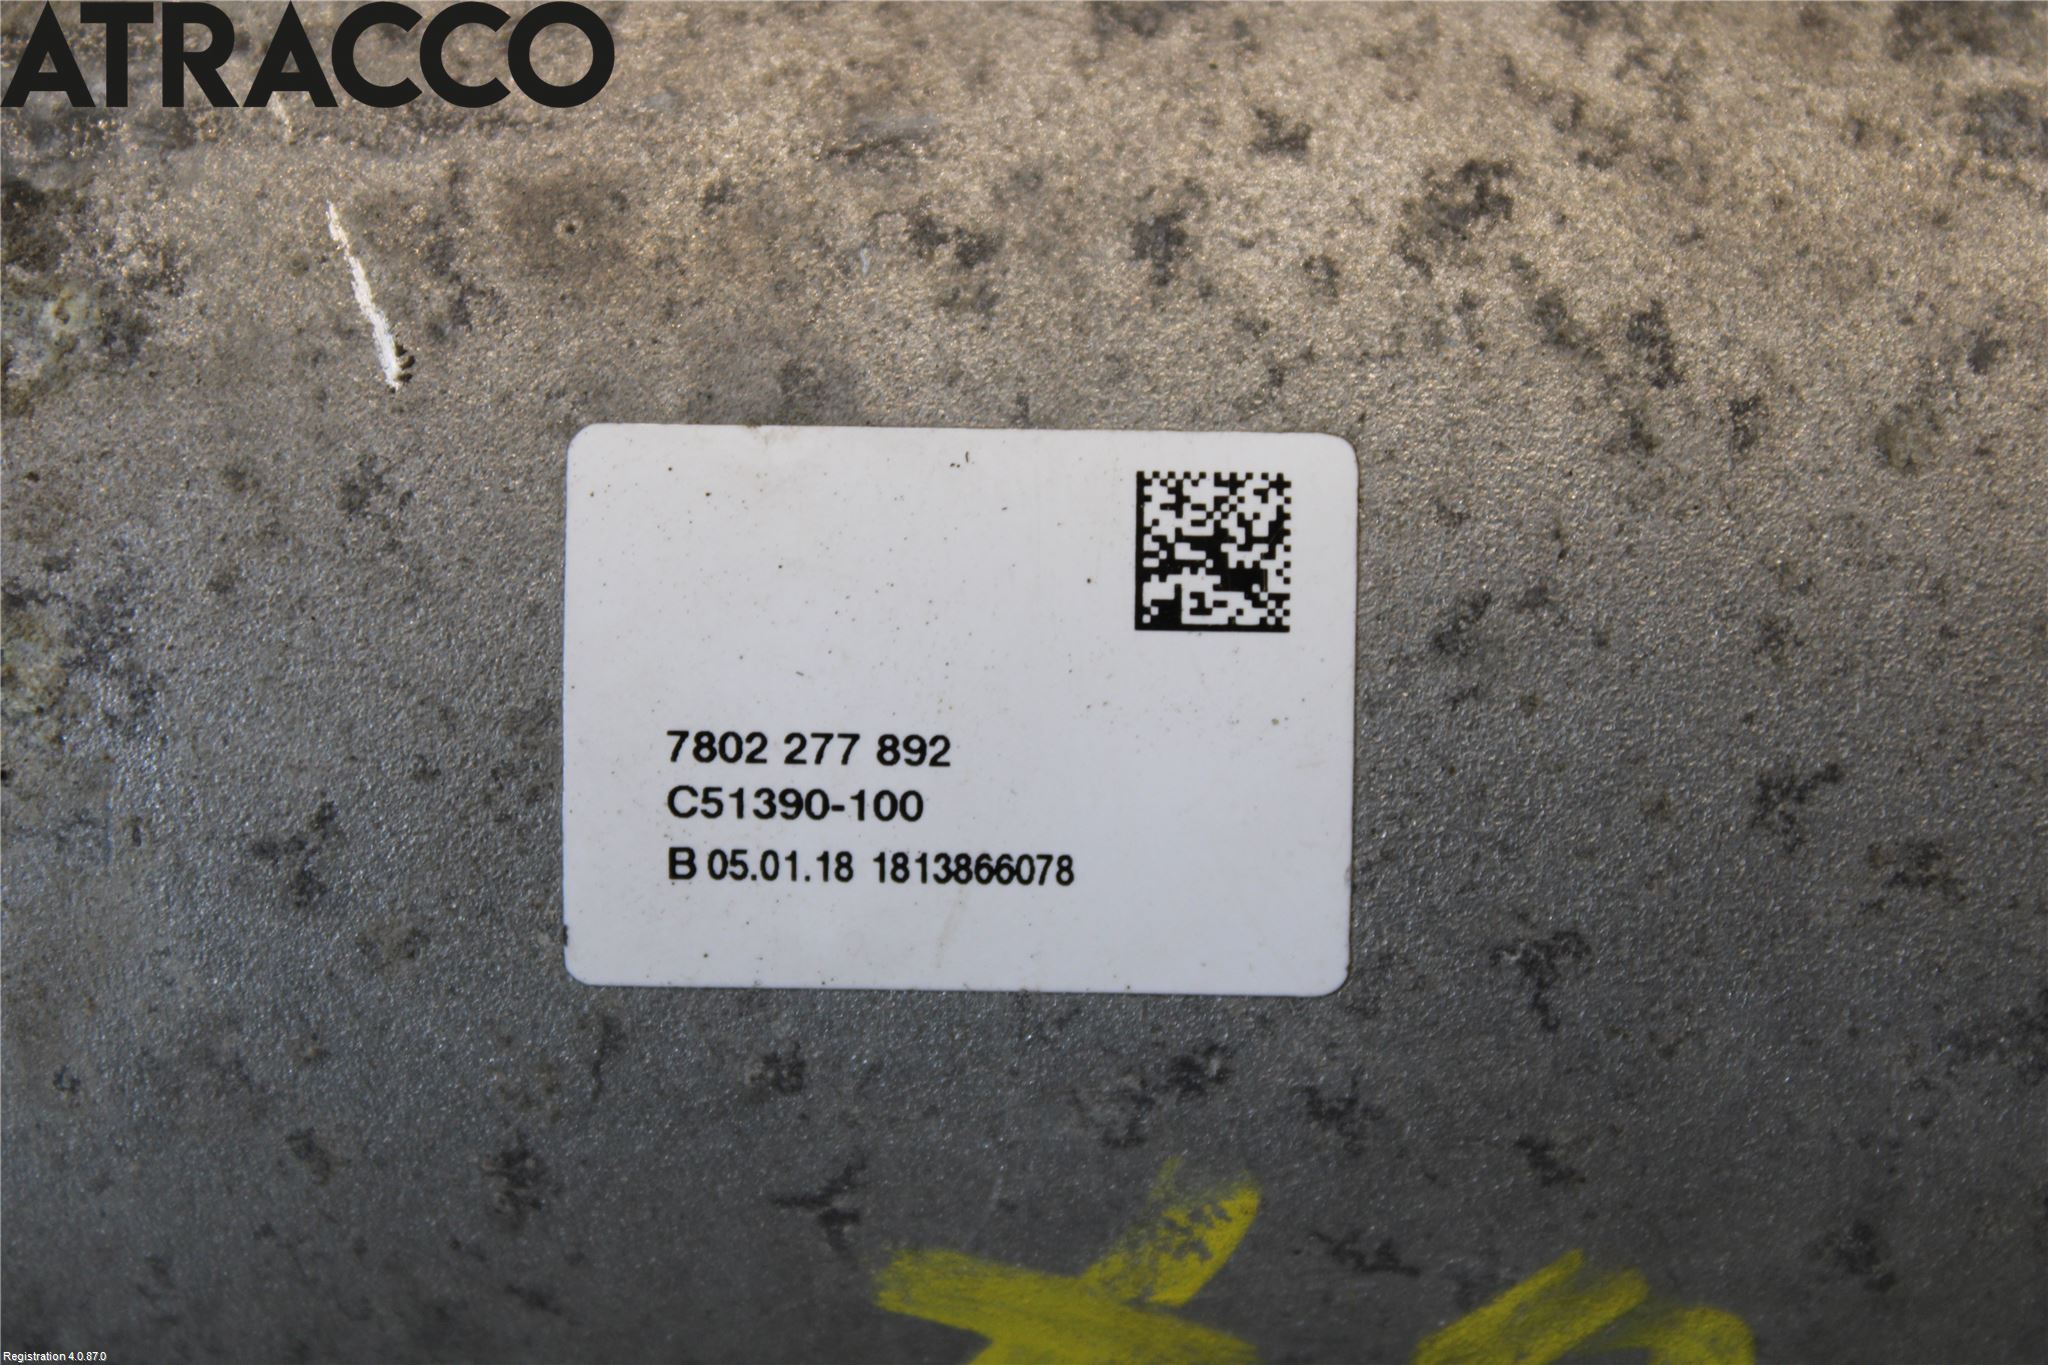 ATRACCO
7802 277 892
C51390-100
B 05.01.18 1813866078
Registration 4.0.87.0